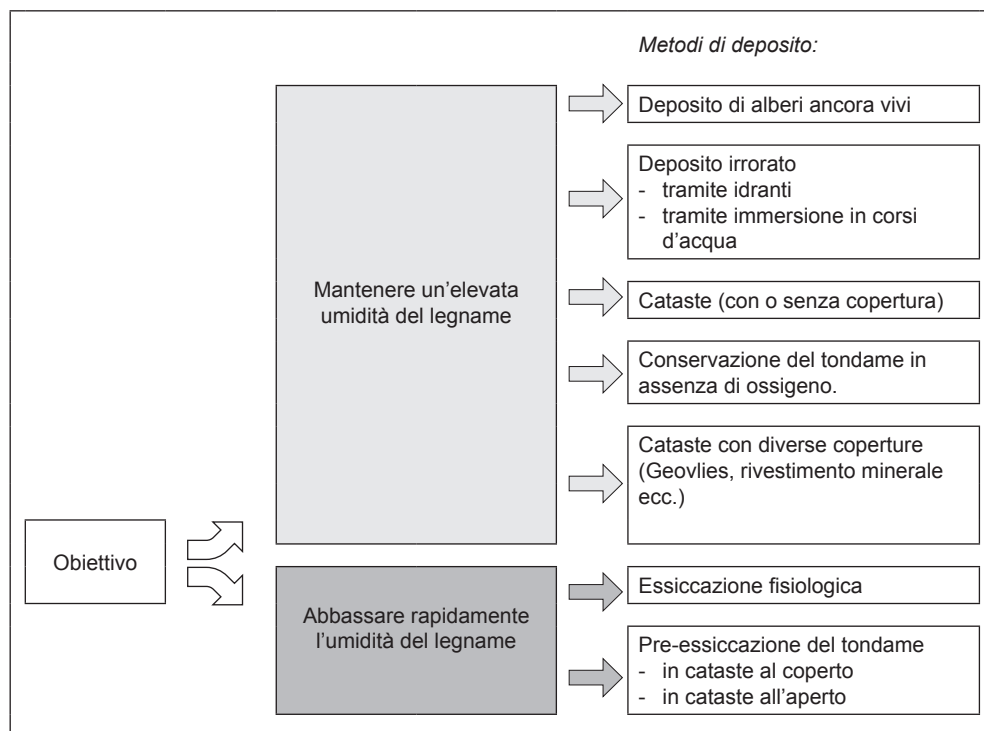 Metodi di deposito:
Obiettivo
Mantenere un'elevata
umidità del legname
Deposito di alberi ancora vivi
Deposito irrorato
- tramite idranti
- tramite immersione in corsi
d'acqua
Cataste (con o senza copertura)
Conservazione del tondame in
assenza di ossigeno.
Cataste con diverse coperture
(Geovlies, rivestimento minerale
ecc.)
Abbassare rapidamente
l'umidità del legname
Essiccazione fisiologica
Pre-essiccazione del tondame
- in cataste al coperto
- in cataste all'aperto